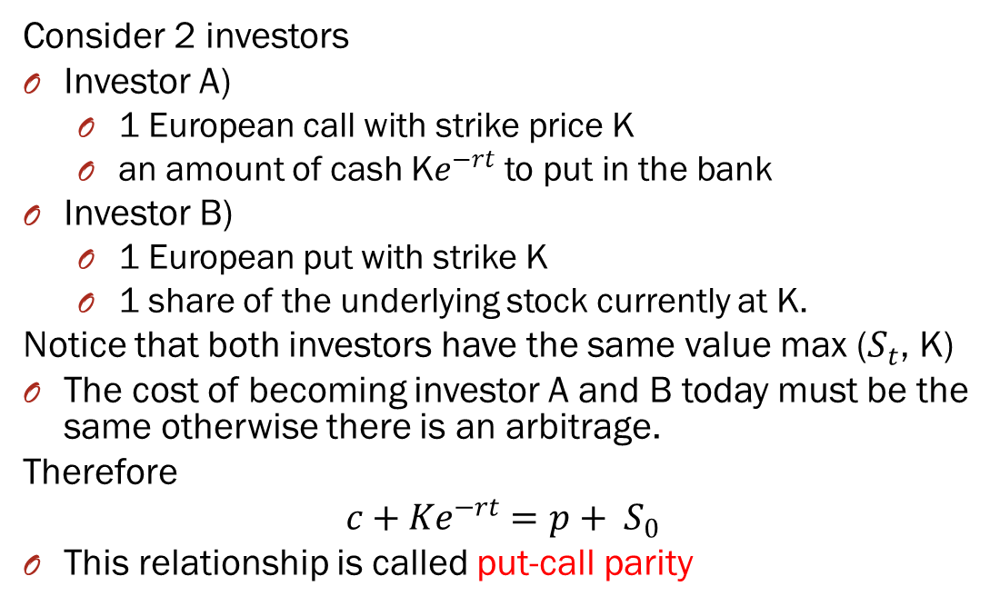 Consider 2 investors
Investor A)
1 European call with strike price K
an amount of cash K$e^{-rt}$ to put in the bank
Investor B)
1 European put with strike K
1 share of the underlying stock currently at K.
Notice that both investors have the same value max ($S_t$, K)
The cost of becoming investor A and B today must be the
same otherwise there is an arbitrage.
Therefore
$c + Ke^{-rt} = p + S_0$
This relationship is called put-call parity